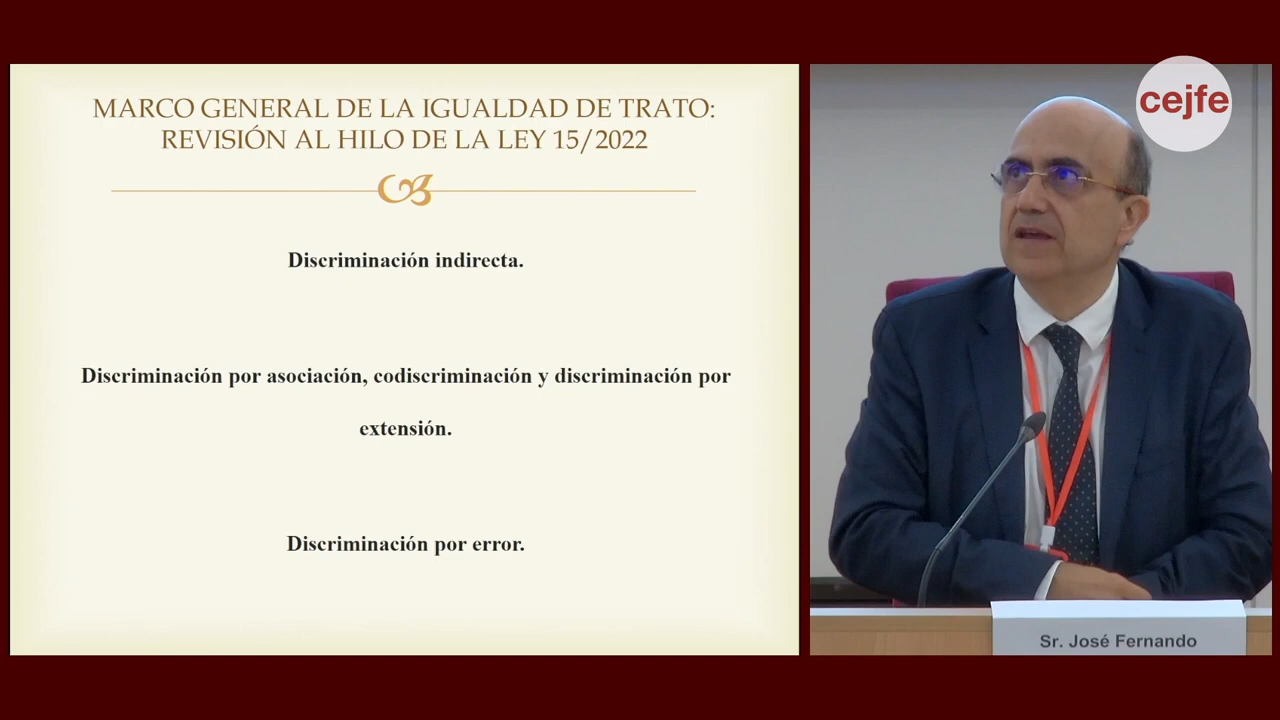 MARCO GENERAL DE LA IGUALDAD DE TRATO:
REVISIÓN AL HILO DE LA LEY 15/2022
Discriminación indirecta.
Discriminación por asociación, codiscriminación y discriminación por
extensión.
Discriminación por error.
cejfe
Sr. José Fernando